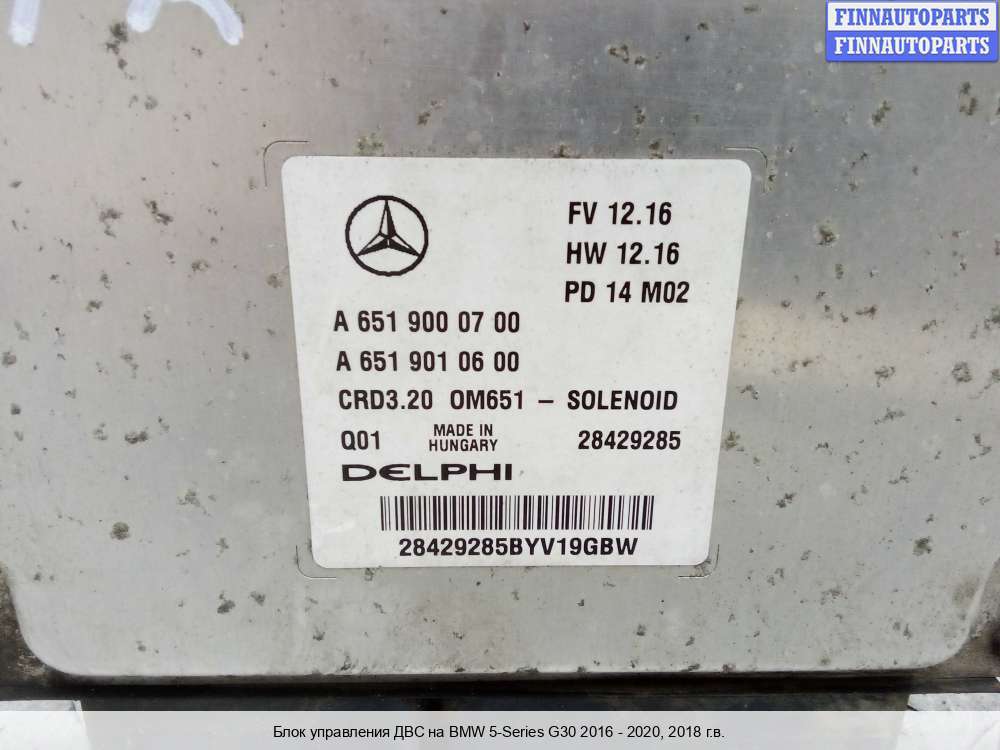 FINNAUTOPARTS
FINNAUTOPARTS
FV 12.16
HW 12.16
PD 14 M02
A 651 900 07 00
A 651 901 06 00
CRD3.20 OM651 – SOLENOID
Q01 MADE IN HUNGARY 28429285
DELPHI
28429285BYV19GBW
Блок управления ДВС на BMW 5-Series G30 2016 - 2020, 2018 г.в.